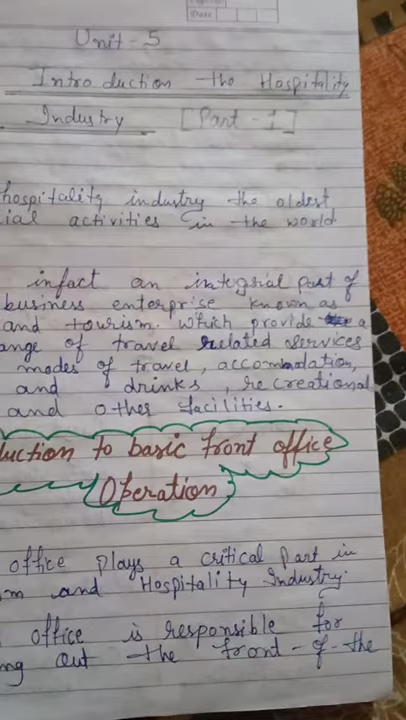 Date
Unit - 5
Introduction the Hospitality
Industry [Part - 1]
hospitality industry the oldest
ial activities in the world
infact an integrial part of
business enterprise known as
and tourism. which provide a
ange of travel related services
modes of travel, accomodation,
and drinks, recreational
and other facilities.
duction to basic front office
Operation
office plays a critical part in
m and Hospitality Industry.
office is responsible for
ng out the front-of-the